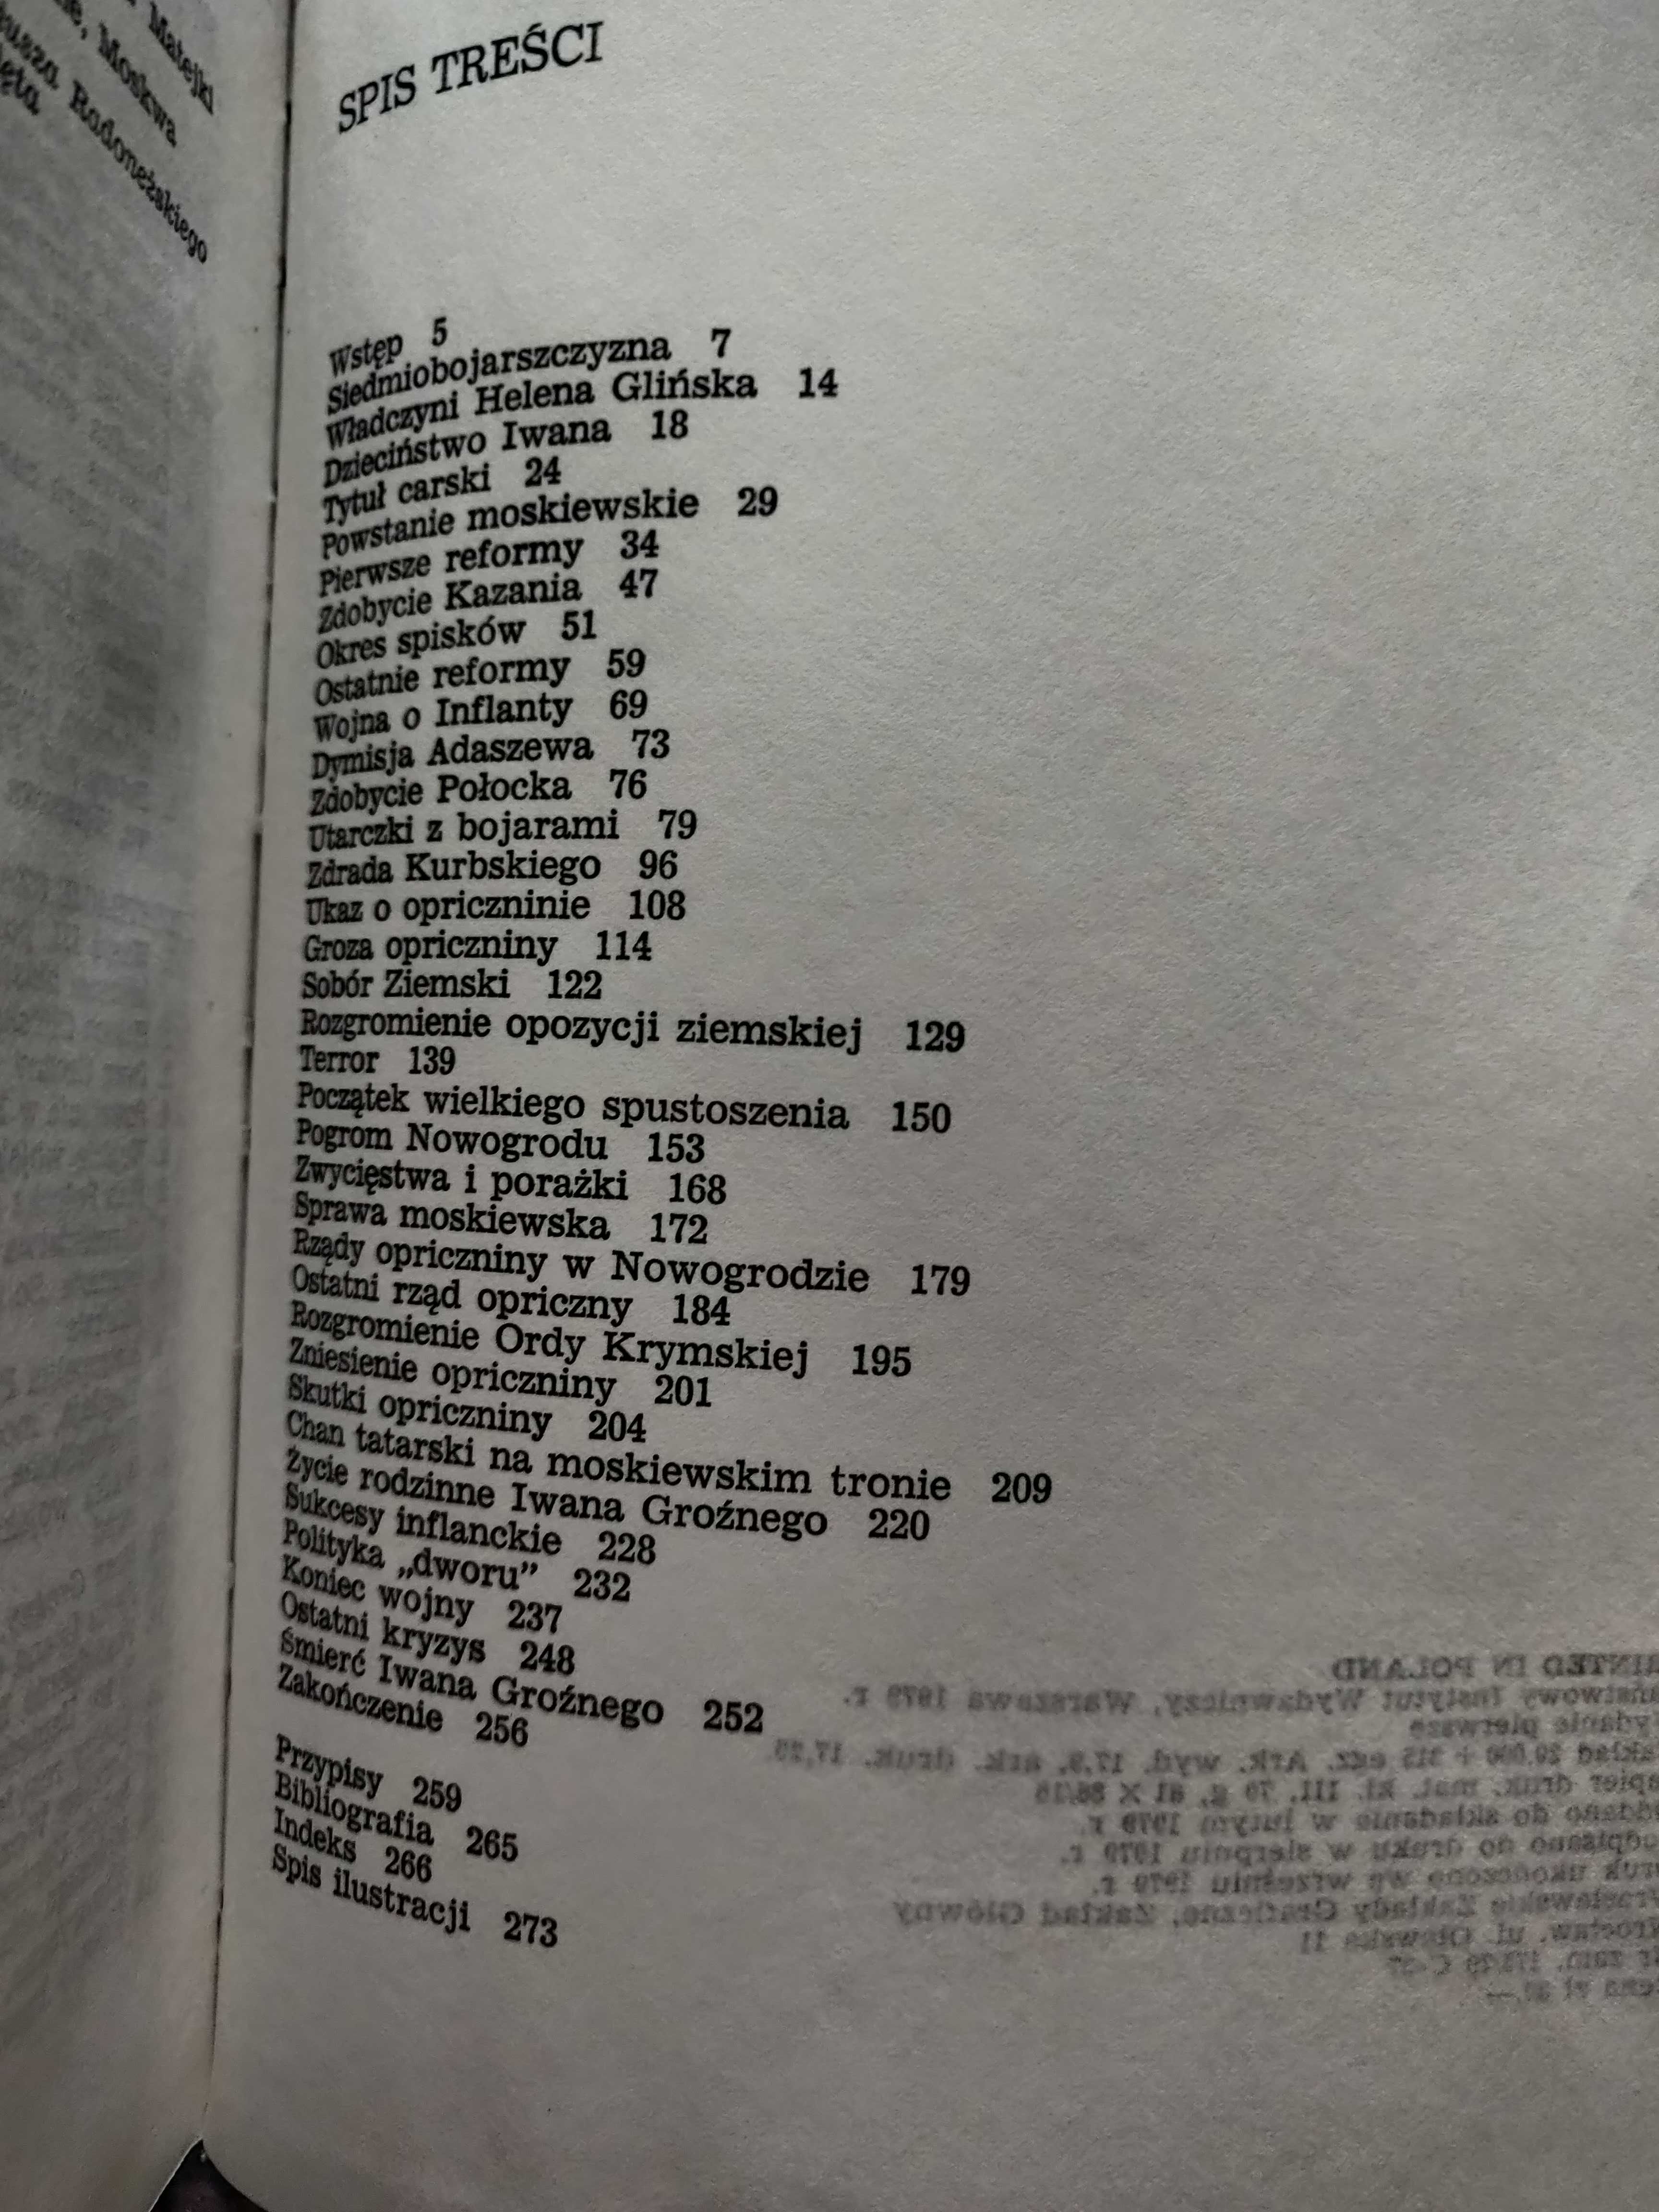 Matejki
Moskwa
Radoneżskiego
SPIS TREŚCI
Wstęp 5
Siedmiobojarszczyzna 7
Władczyni Helena Glińska 14
Dzieciństwo Iwana 18
Tytuł carski 24
Powstanie moskiewskie 29
Pierwsze reformy 34
Zdobycie Kazania 47
Okres spisków 51
Ostatnie reformy 59
Wojna o Inflanty 69
Dymisja Adaszewa 73
Zdobycie Połocka 76
Utarczki z bojarami 79
Zdrada Kurbskiego 96
Ukaz o opriczninie 108
Groza opriczniny 114
Sobór Ziemski 122
Rozgromienie opozycji ziemskiej 129
Terror 139
Początek wielkiego spustoszenia 150
Pogrom Nowogrodu 153
Zwycięstwa i porażki 168
Sprawa moskiewska 172
Rządy opriczniny w Nowogrodzie 179
Ostatni rząd opriczny 184
Rozgromienie Ordy Krymskiej 195
Zniesienie opriczniny 201
Skutki opriczniny 204
Chan tatarski na moskiewskim tronie 209
Życie rodzinne Iwana Groźnego 220
Sukcesy inflanckie 228
Polityka „dworu” 232
Koniec wojny 237
Ostatni kryzys 248
Śmierć Iwana Groźnego 252
Zakończenie 256
Przypisy 259
Bibliografia 265
Indeks 266
Spis ilustracji 273